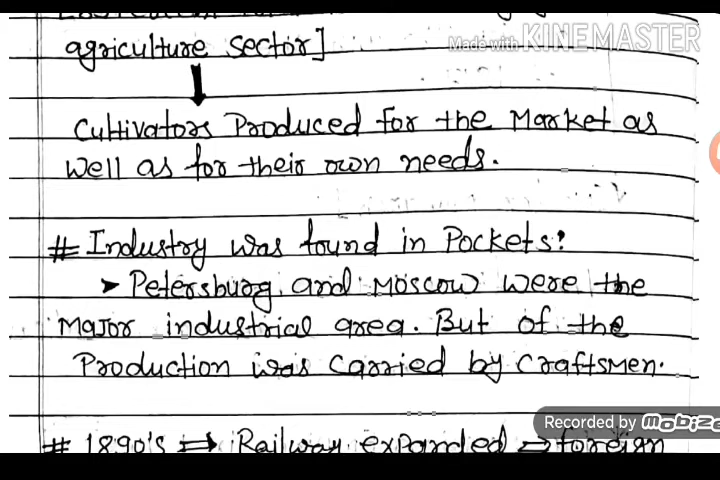 agriculture sector]
Made with KINEMASTER
Cultivators Produced for the Market as
well as for their own needs.
# Industry was found in Pockets:
➤ Petersburg and Moscow were the
Major industrial area. But of the
Production was carried by Craftsmen.
Recorded by Mobize
# 1890's ⇒ Railway expanded ⇒ foreign